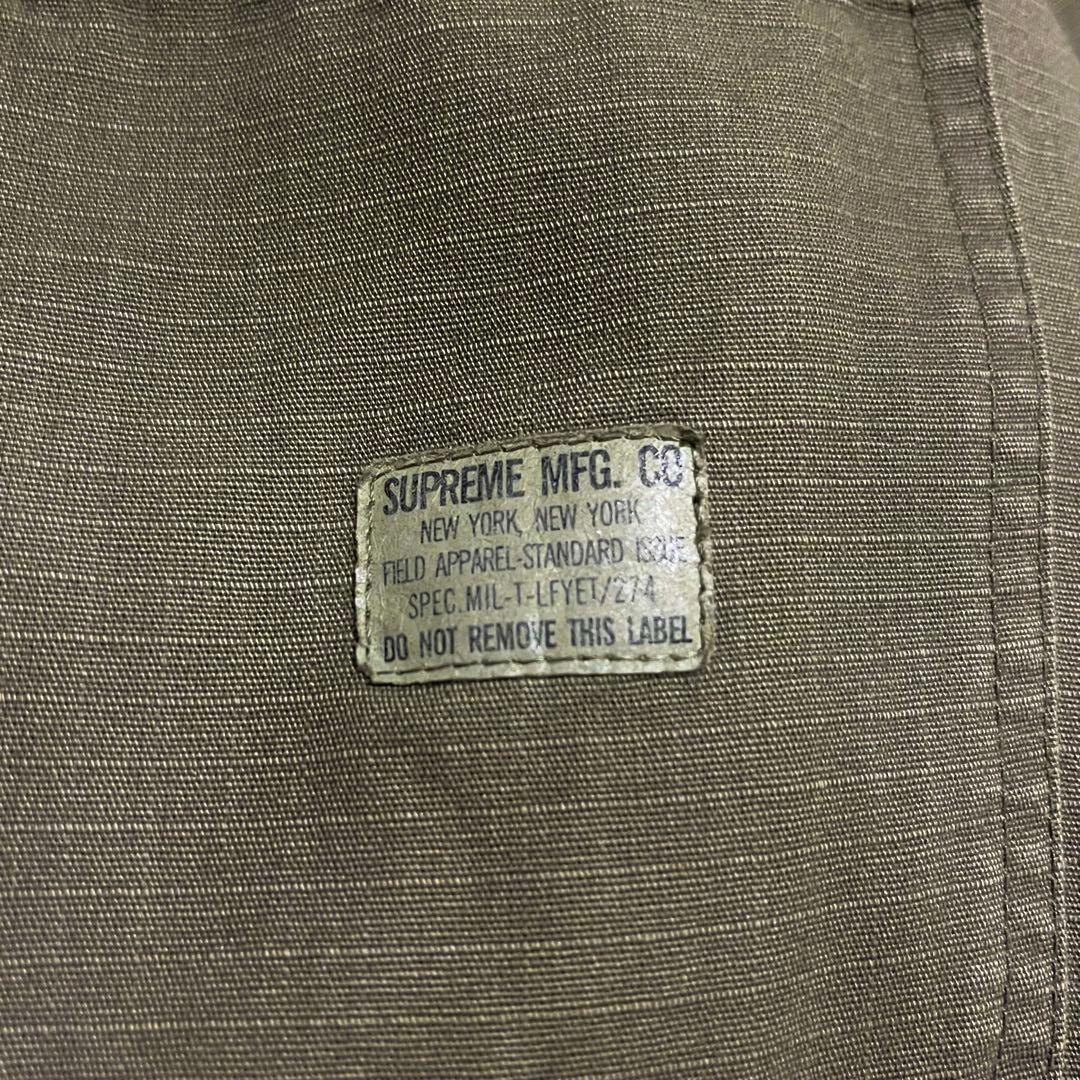 SUPREME MFG. CO
NEW YORK, NEW YORK
FIELD APPAREL-STANDARD ISSUE
SPEC.MIL-T-LFYET/274
DO NOT REMOVE THIS LABEL